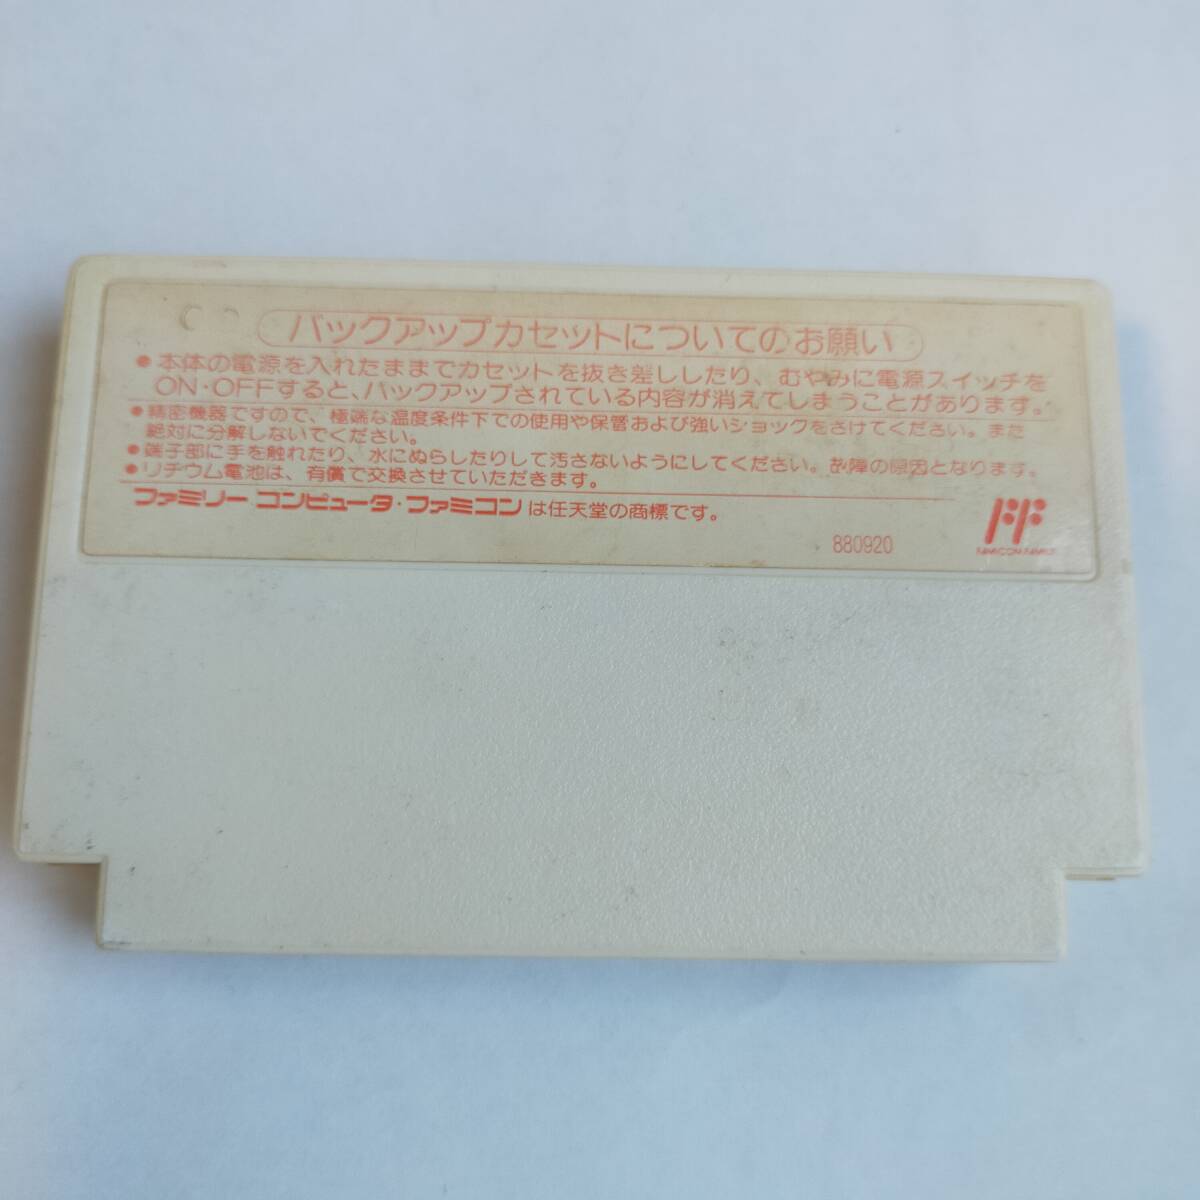 バックアップカセットについてのお願い
●本体の電源を入れたままでカセットを抜き差ししたり、むやみに電源スイッチを
ON・OFFすると、バックアップされている内容が消えてしまうことがあります。
●精密機器ですので、極端な温度条件下での使用や保管および強いショックをさけてください。また
絶対に分解しないでください。
●端子部に手を触れたり、水にぬらしたりして汚さないようにしてください。故障の原因となります。
●リチウム電池は、有償で交換させていただきます。
ファミリー コンピュータ・ファミコンは任天堂の商標です。
880920
FF
FAMICOM FAMILY